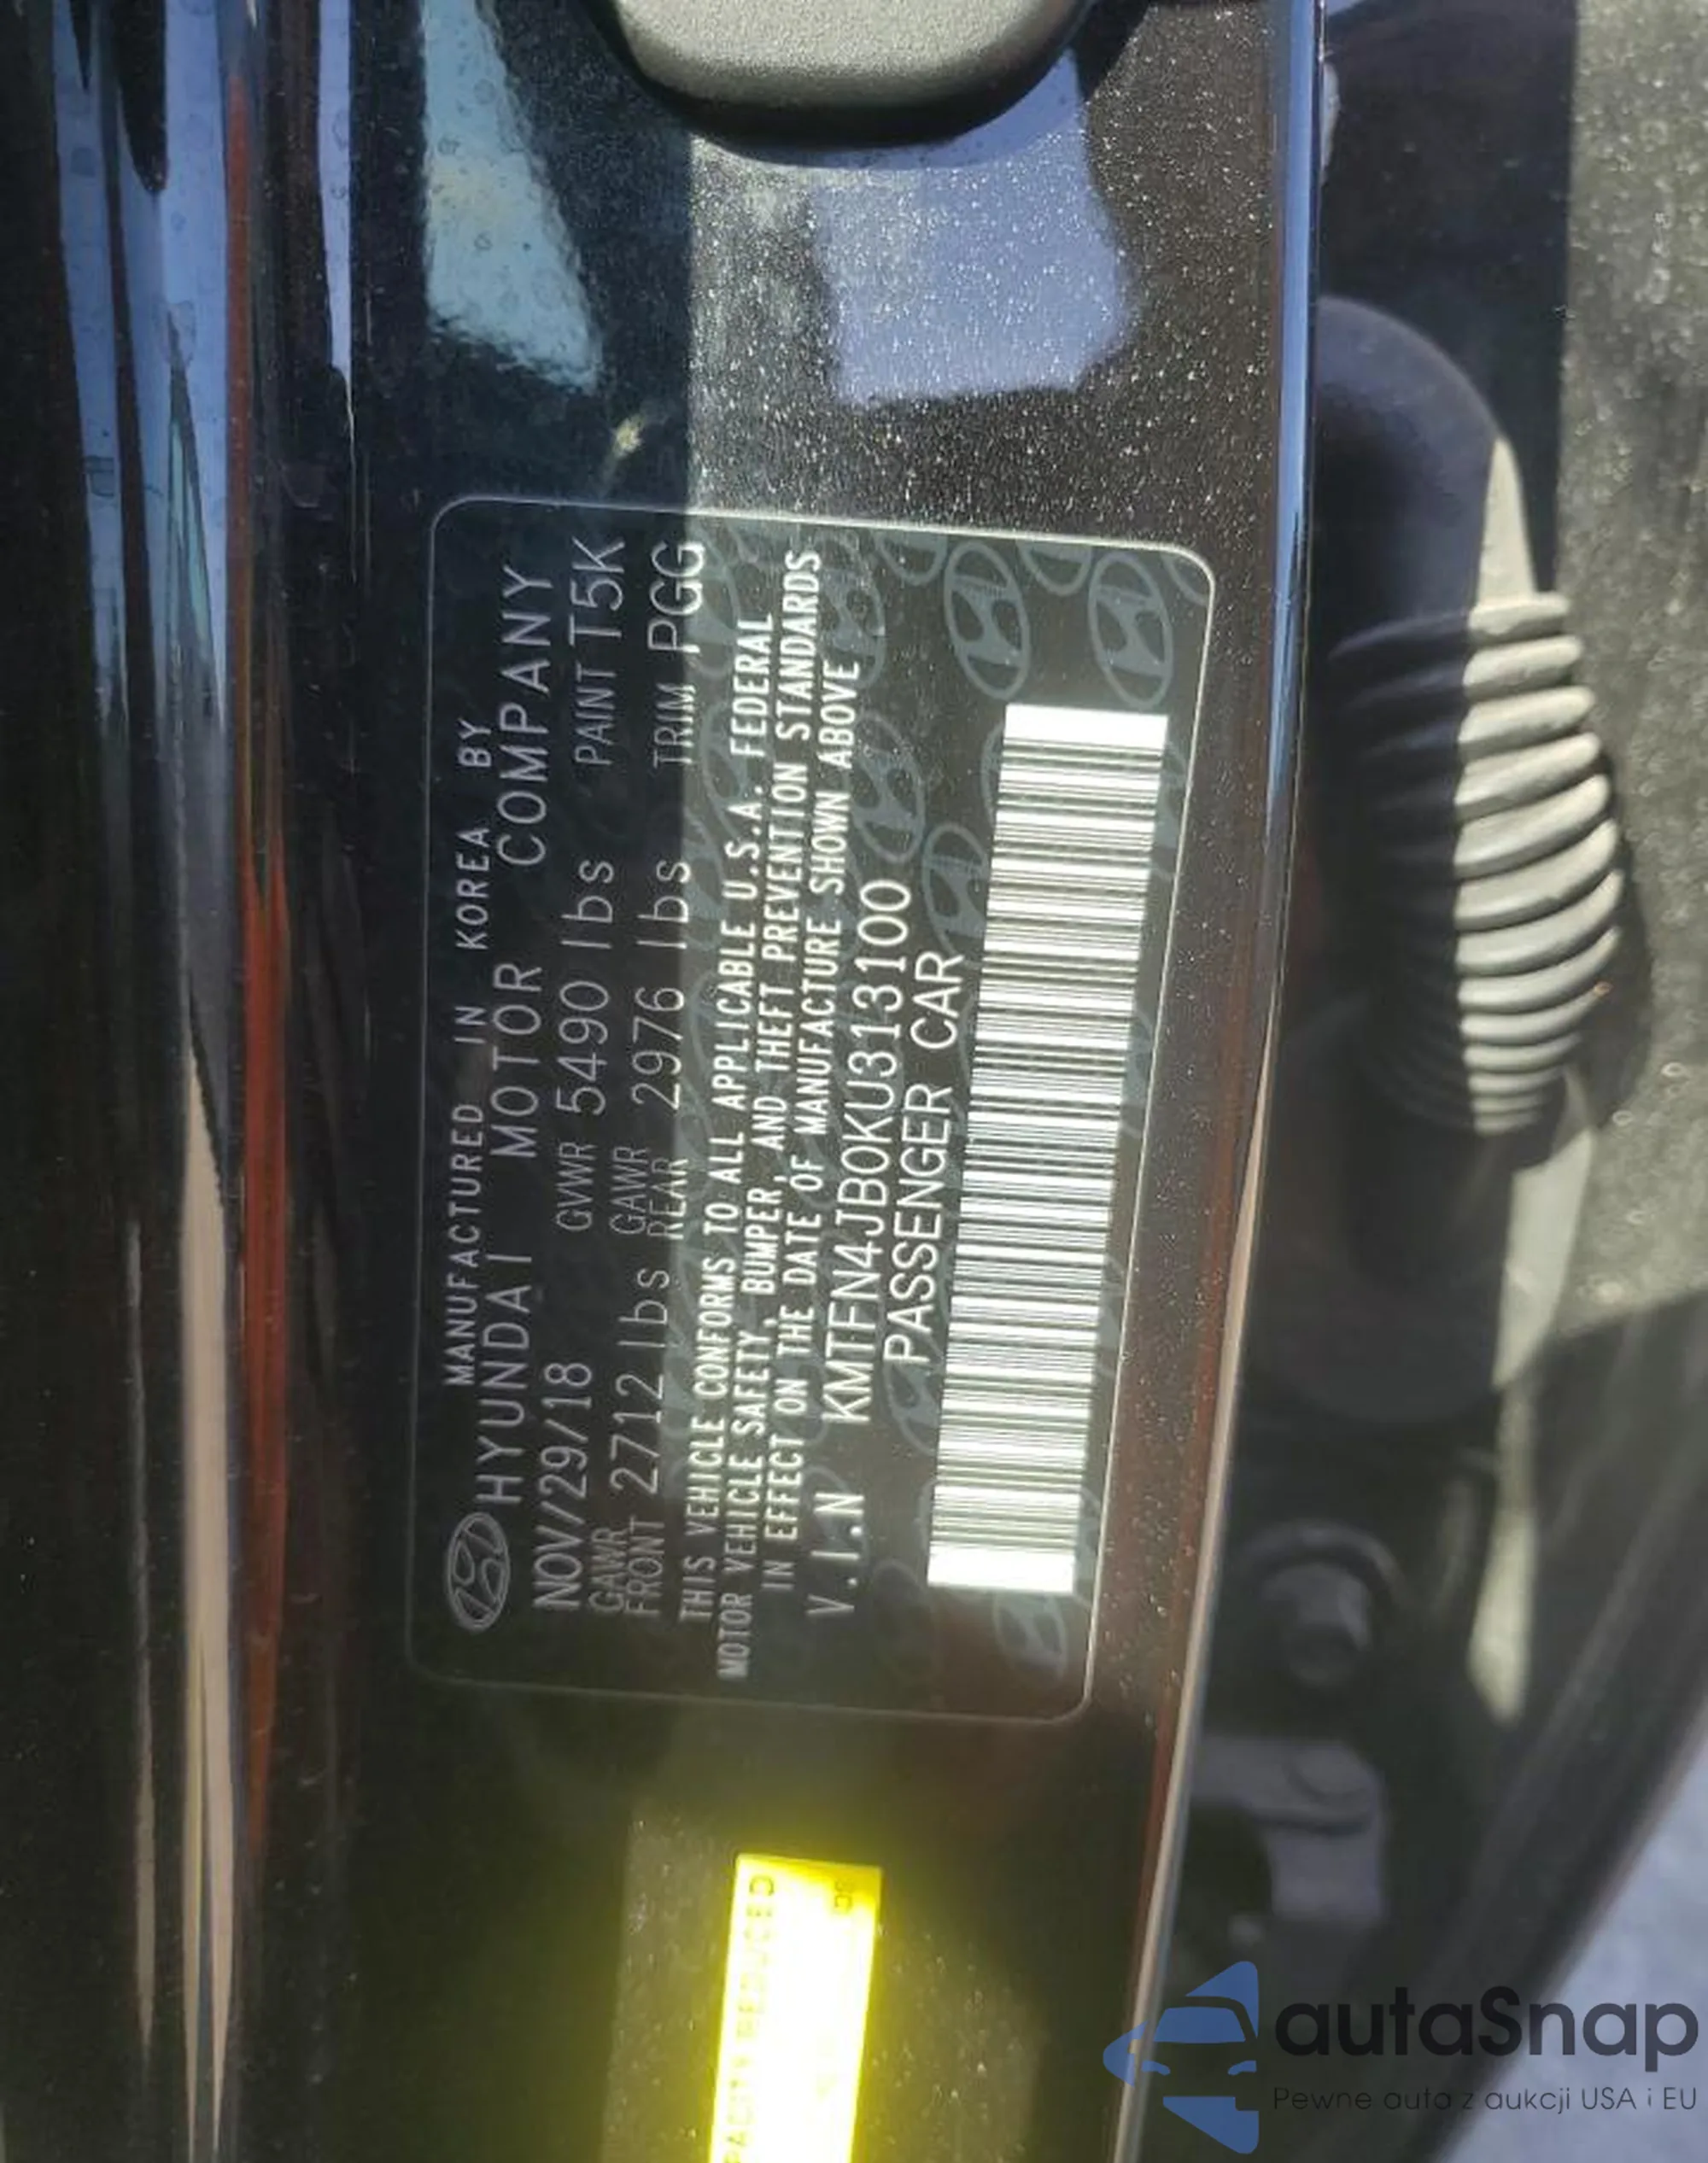 MANUFACTURED IN KOREA BY
HYUNDAI MOTOR COMPANY
NOV/29/18 GVWR 5490 lbs PAINT T5K
GAWR FRONT 2712 lbs GAWR REAR 2976 lbs TRIM PGG
THIS VEHICLE CONFORMS TO ALL APPLICABLE U.S.A. FEDERAL
MOTOR VEHICLE SAFETY, BUMPER, AND THEFT PREVENTION STANDARDS
IN EFFECT ON THE DATE OF MANUFACTURE SHOWN ABOVE
V.I.N KMTFN4JB0KU313100
PASSENGER CAR
REDUCED
autaSnap
Pewne auta z aukcji USA i EU